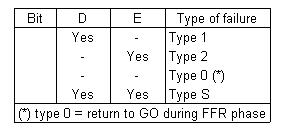 Bit D E Type of failure
Yes - Type 1
- Yes Type 2
- - Type 0 (*)
Yes Yes Type S
(*) type 0 = return to GO during FFR phase